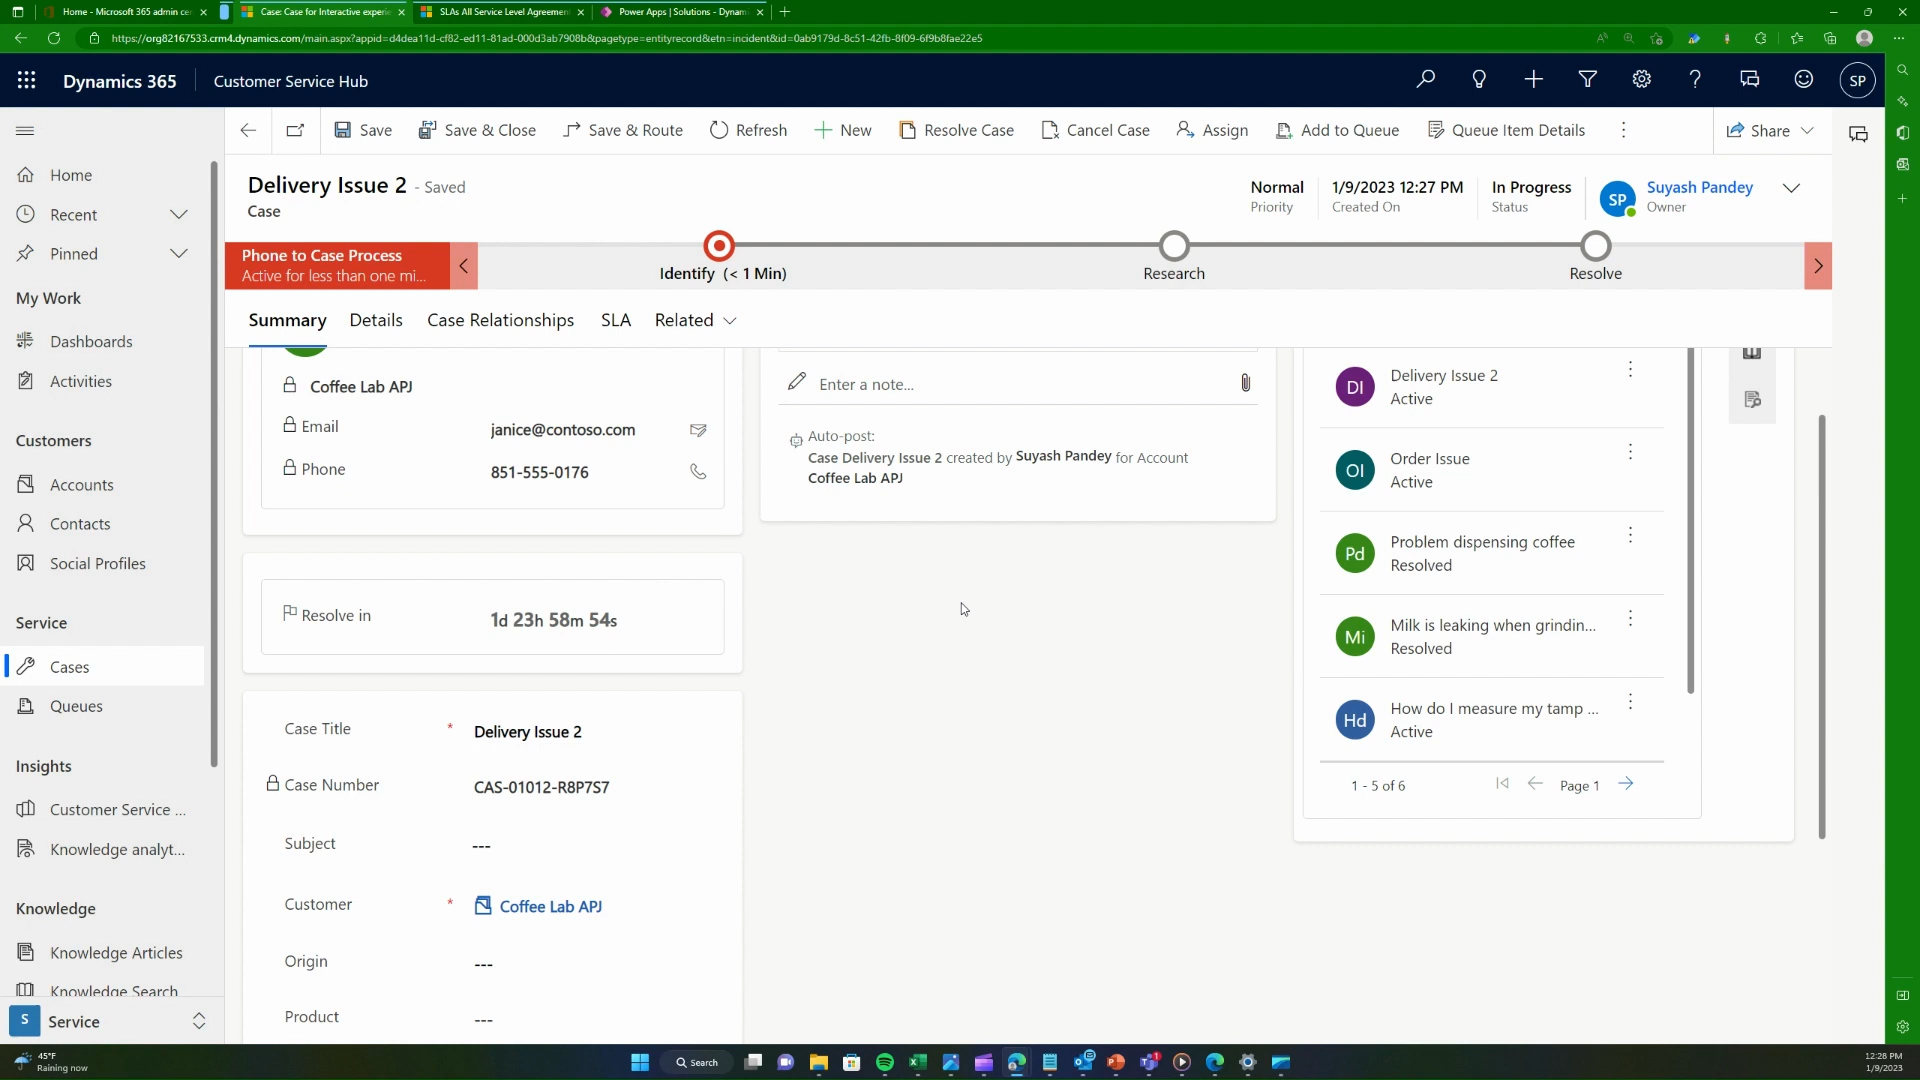 Home - Microsoft 365 admin cer
Case: Case for Interactive experie
SLAs All Service Level Agreement
Power Apps | Solutions - Dynam
https://org82167533.crm4.dynamics.com/main.aspx?appid=d4dea11d-cf82-ed11-81ad-000d3ab7908b&pagetype=entityrecord&etn=incident&id=0ab9179d-8c51-42fb-8f09-6f9b8fae22e5
Dynamics 365
Customer Service Hub
SP
Save
Save & Close
Save & Route
Refresh
New
Resolve Case
Cancel Case
Assign
Add to Queue
Queue Item Details
Share
Home
Recent
Pinned
My Work
Dashboards
Activities
Customers
Accounts
Contacts
Social Profiles
Service
Cases
Queues
Insights
Customer Service ...
Knowledge analyt...
Knowledge
Knowledge Articles
Knowledge Search
S
Service
Delivery Issue 2 - Saved
Case
Normal
Priority
1/9/2023 12:27 PM
Created On
In Progress
Status
SP
Suyash Pandey
Owner
Phone to Case Process
Active for less than one mi...
Identify (< 1 Min)
Research
Resolve
Summary
Details
Case Relationships
SLA
Related
Coffee Lab APJ
Email
janice@contoso.com
Phone
851-555-0176
Resolve in
1d 23h 58m 54s
Case Title
*
Delivery Issue 2
Case Number
CAS-01012-R8P7S7
Subject
---
Customer
*
Coffee Lab APJ
Origin
---
Product
---
Enter a note...
Auto-post:
Case Delivery Issue 2 created by Suyash Pandey for Account
Coffee Lab APJ
DI
Delivery Issue 2
Active
OI
Order Issue
Active
Pd
Problem dispensing coffee
Resolved
Mi
Milk is leaking when grindin...
Resolved
Hd
How do I measure my tamp ...
Active
1 - 5 of 6
Page 1
45°F
Raining now
Search
12:28 PM
1/9/2023